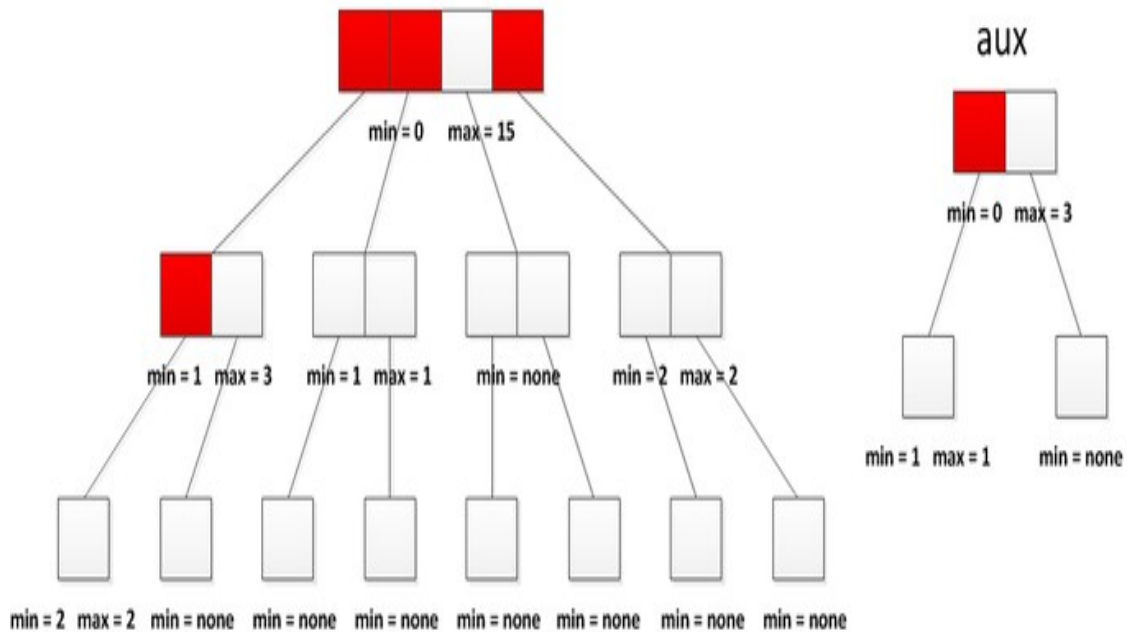 aux
min = 0 max = 15
min = 0 max = 3
min = 1 max = 3 min = 1 max = 1 min = none min = 2 max = 2
min = 1 max = 1 min = none
min = 2 max = 2 min = none min = none min = none min = none min = none min = none min = none